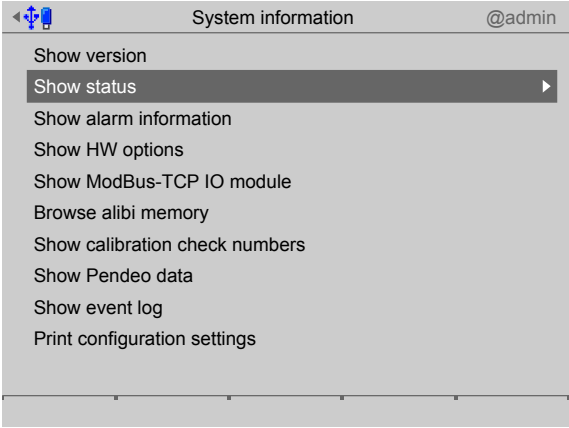 System information @admin
Show version
Show status
Show alarm information
Show HW options
Show ModBus-TCP IO module
Browse alibi memory
Show calibration check numbers
Show Pendeo data
Show event log
Print configuration settings